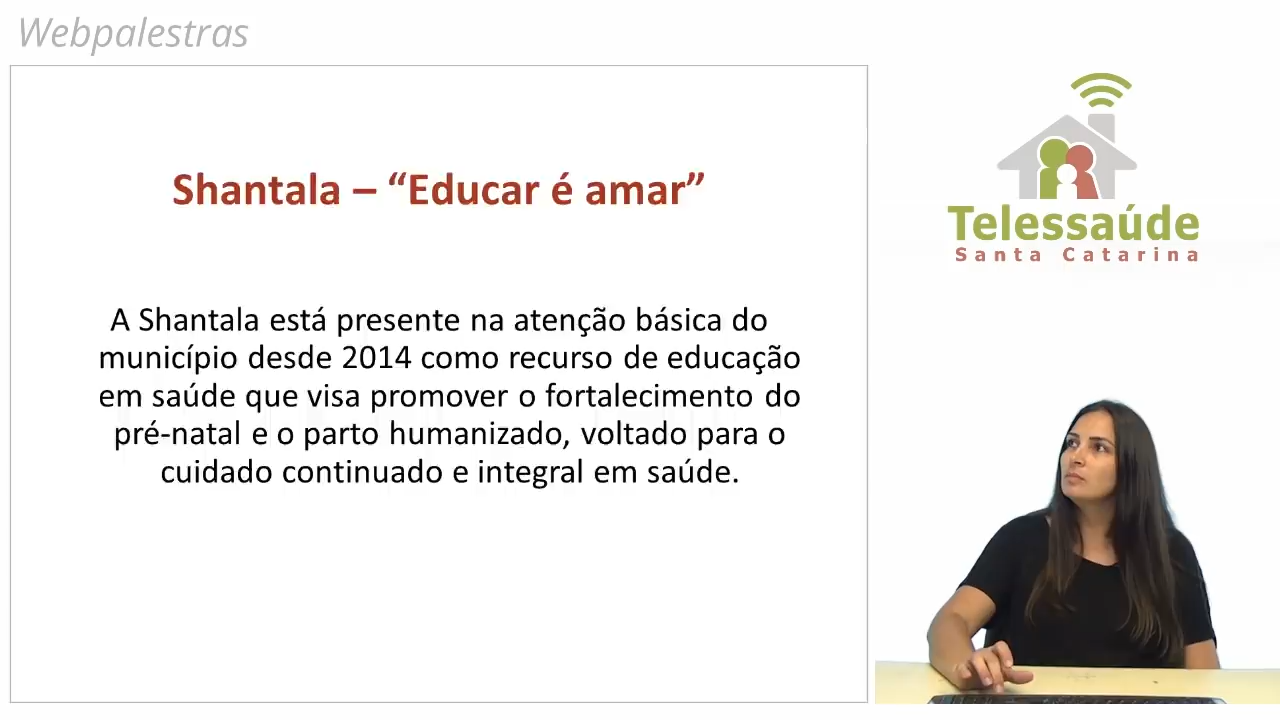 Webpalestras
Shantala – “Educar é amar”
A Shantala está presente na atenção básica do
município desde 2014 como recurso de educação
em saúde que visa promover o fortalecimento do
pré-natal e o parto humanizado, voltado para o
cuidado continuado e integral em saúde.
Telessaúde
Santa Catarina